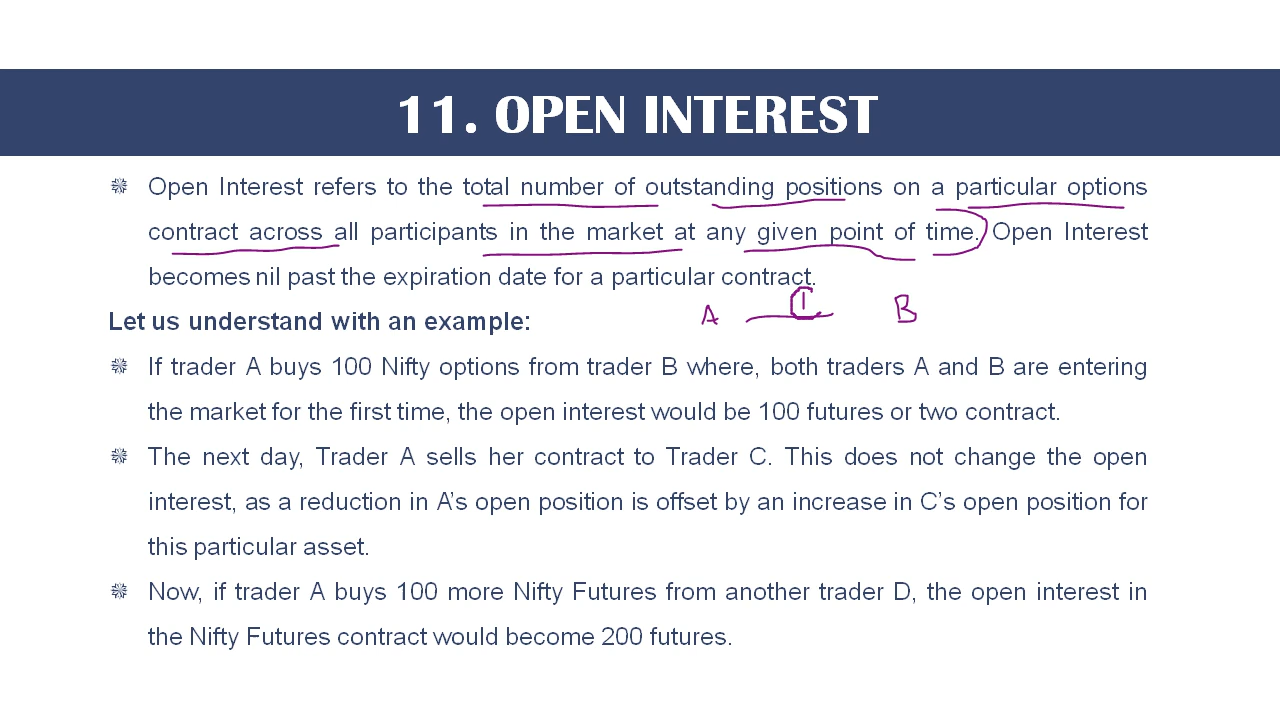 11. OPEN INTEREST
Open Interest refers to the total number of outstanding positions on a particular options
contract across all participants in the market at any given point of time. Open Interest
becomes nil past the expiration date for a particular contract.
A 1 B
Let us understand with an example:
If trader A buys 100 Nifty options from trader B where, both traders A and B are entering
the market for the first time, the open interest would be 100 futures or two contract.
The next day, Trader A sells her contract to Trader C. This does not change the open
interest, as a reduction in A's open position is offset by an increase in C's open position for
this particular asset.
Now, if trader A buys 100 more Nifty Futures from another trader D, the open interest in
the Nifty Futures contract would become 200 futures.